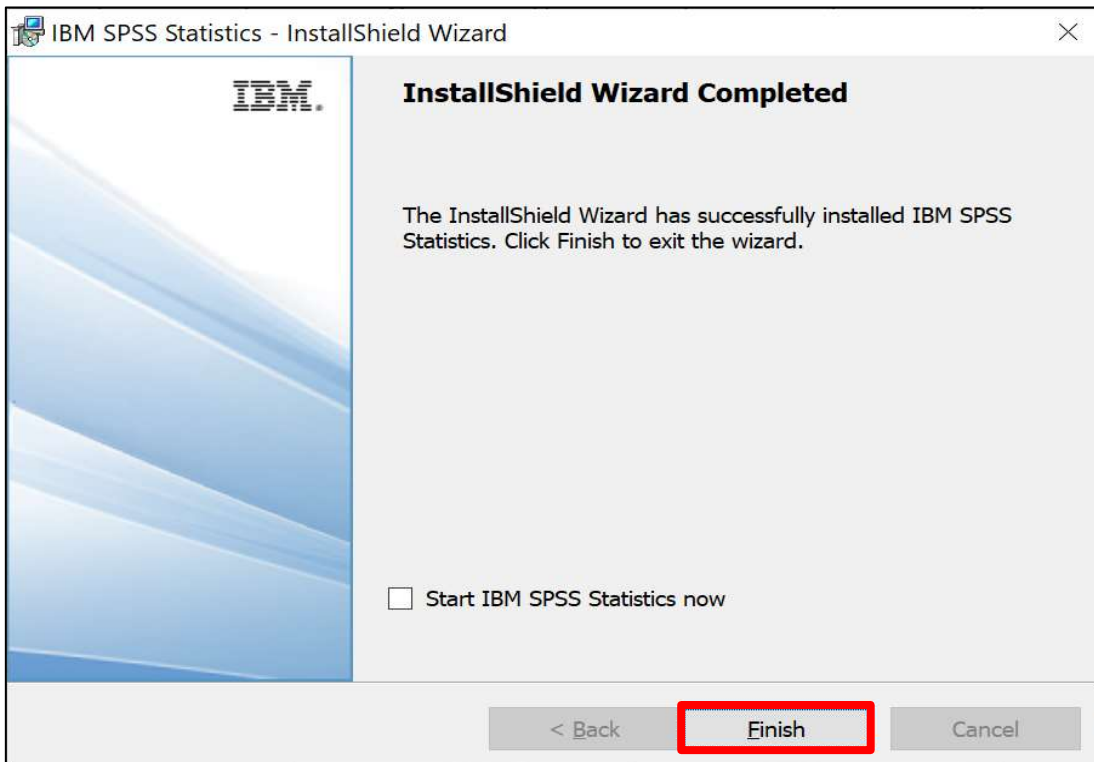 IBM SPSS Statistics - InstallShield Wizard
IBM.
InstallShield Wizard Completed
The InstallShield Wizard has successfully installed IBM SPSS
Statistics. Click Finish to exit the wizard.
Start IBM SPSS Statistics now
< Back Finish Cancel